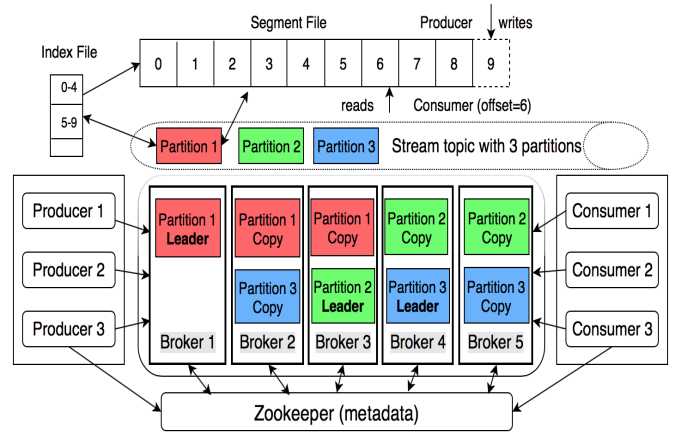 Segment File
Producer
writes
Index File
0 1 2 3 4 5 6 7 8 9
0-4
5-9
reads
Consumer (offset=6)
Partition 1
Partition 2
Partition 3
Stream topic with 3 partitions
Producer 1
Producer 2
Producer 3
Partition 1
Leader
Broker 1
Partition 1
Copy
Partition 3
Copy
Broker 2
Partition 1
Copy
Partition 2
Leader
Broker 3
Partition 2
Copy
Partition 3
Leader
Broker 4
Partition 2
Copy
Partition 3
Copy
Broker 5
Consumer 1
Consumer 2
Consumer 3
Zookeeper (metadata)